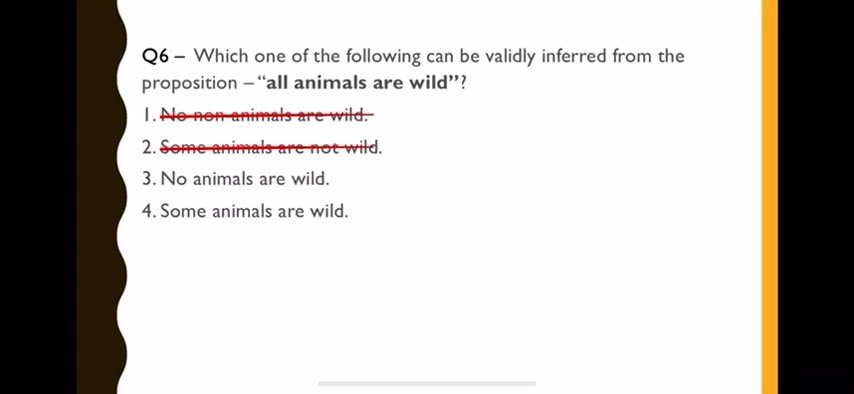 Q6 – Which one of the following can be validly inferred from the
proposition – “all animals are wild”?
1. No non animals are wild.
2. Some animals are not wild.
3. No animals are wild.
4. Some animals are wild.